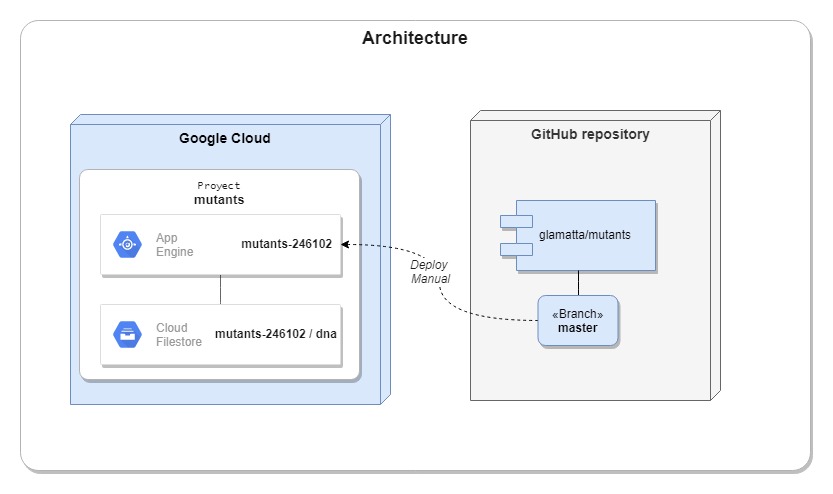 Architecture
Google Cloud
Proyect
mutants
App
Engine
mutants-246102
Cloud
Filestore
mutants-246102 / dna
Deploy
Manual
GitHub repository
glamatta/mutants
«Branch»
master